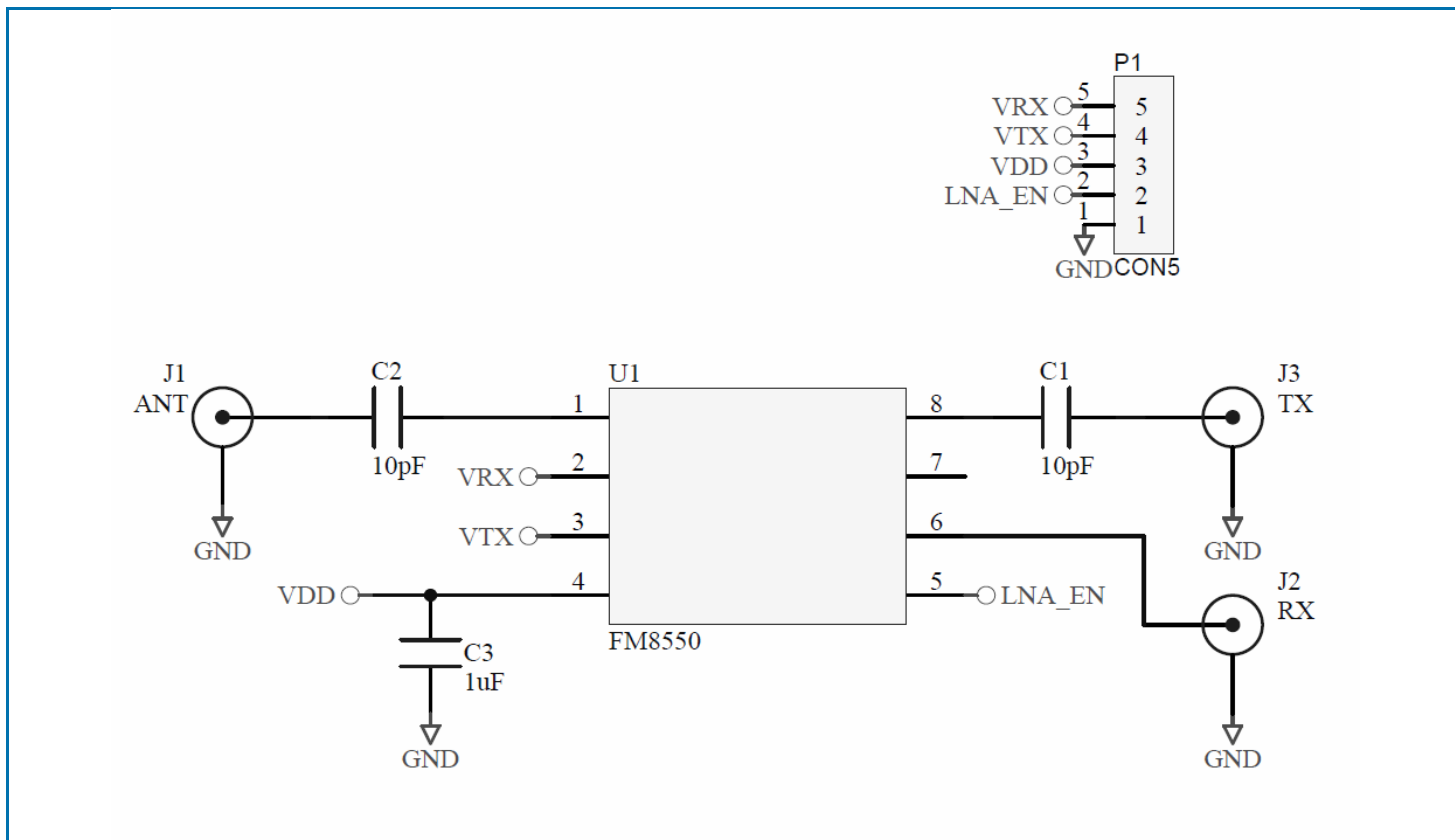 P1
VRX 5 5
VTX 4 4
VDD 3 3
LNA_EN 2 2
1 1
GND CON5
J1
ANT
C2
10pF
GND
U1
1
VRX 2
VTX 3
VDD 4
C3
1uF
GND
FM8550
8
7
6
5 LNA_EN
C1
10pF
J3
TX
GND
J2
RX
GND